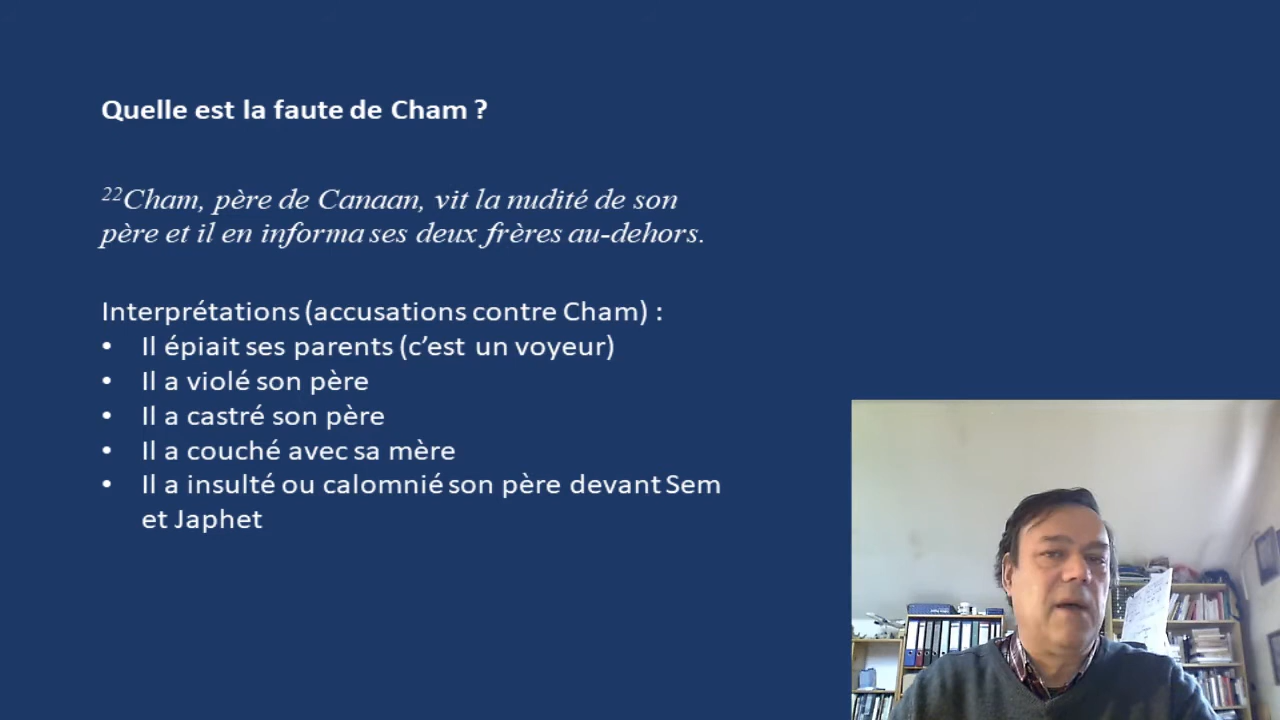 Quelle est la faute de Cham ?
²²Cham, père de Canaan, vit la nudité de son
père et il en informa ses deux frères au-dehors.
Interprétations (accusations contre Cham) :
• Il épiait ses parents (c’est un voyeur)
• Il a violé son père
• Il a castré son père
• Il a couché avec sa mère
• Il a insulté ou calomnié son père devant Sem
et Japhet